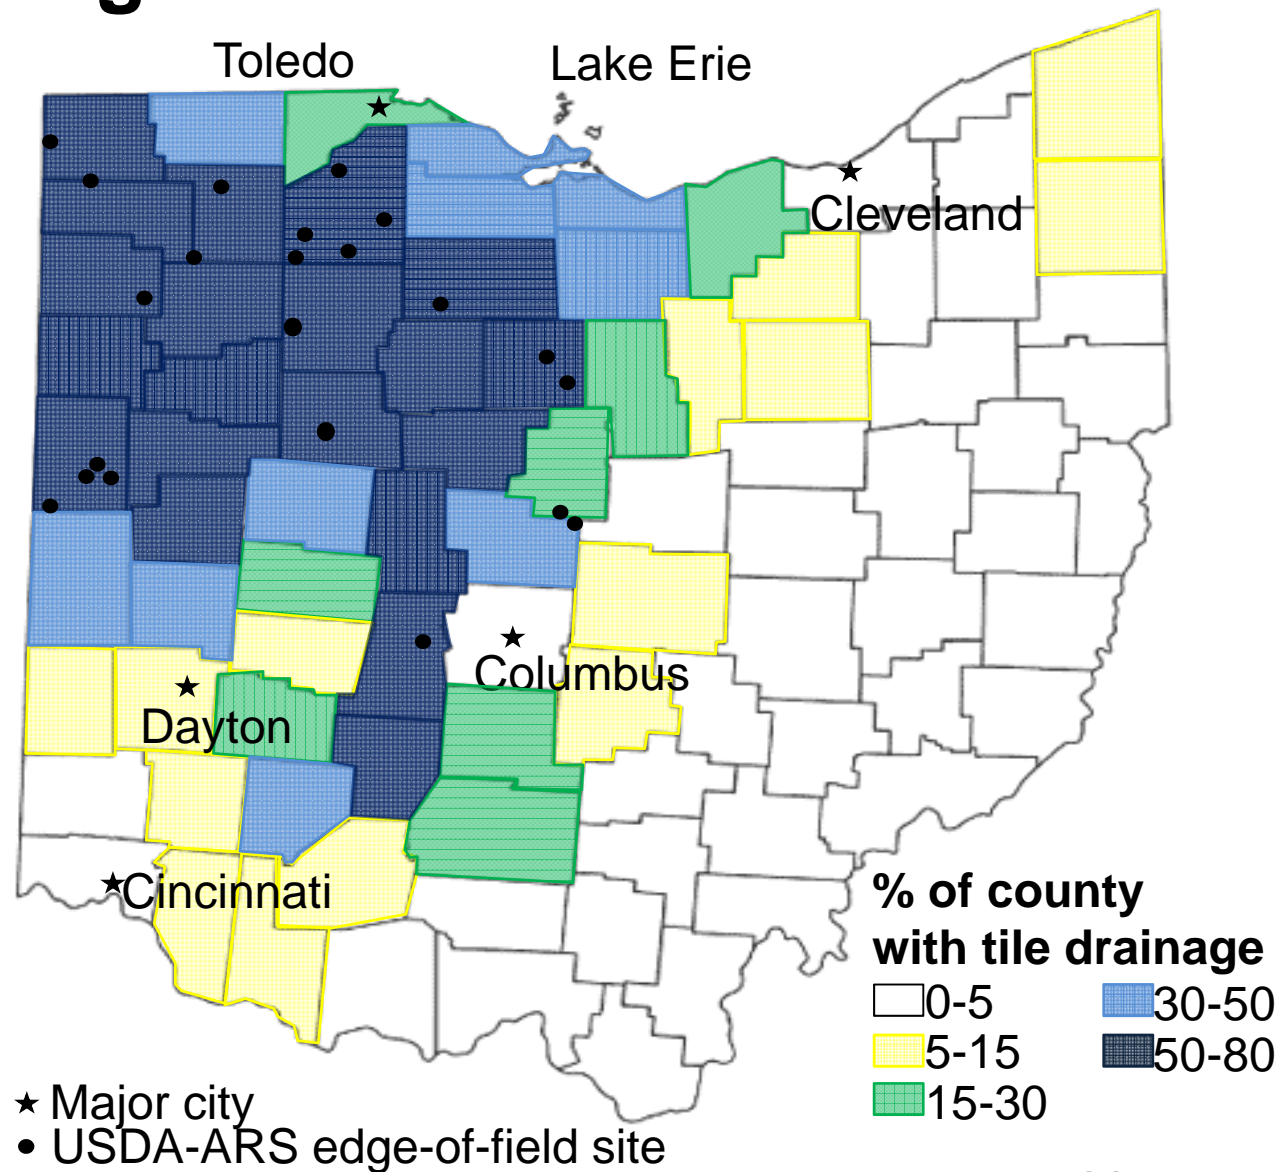 Toledo
Lake Erie
Cleveland
Columbus
Dayton
Cincinnati
% of county
with tile drainage
0-5
30-50
5-15
50-80
15-30
Major city
USDA-ARS edge-of-field site